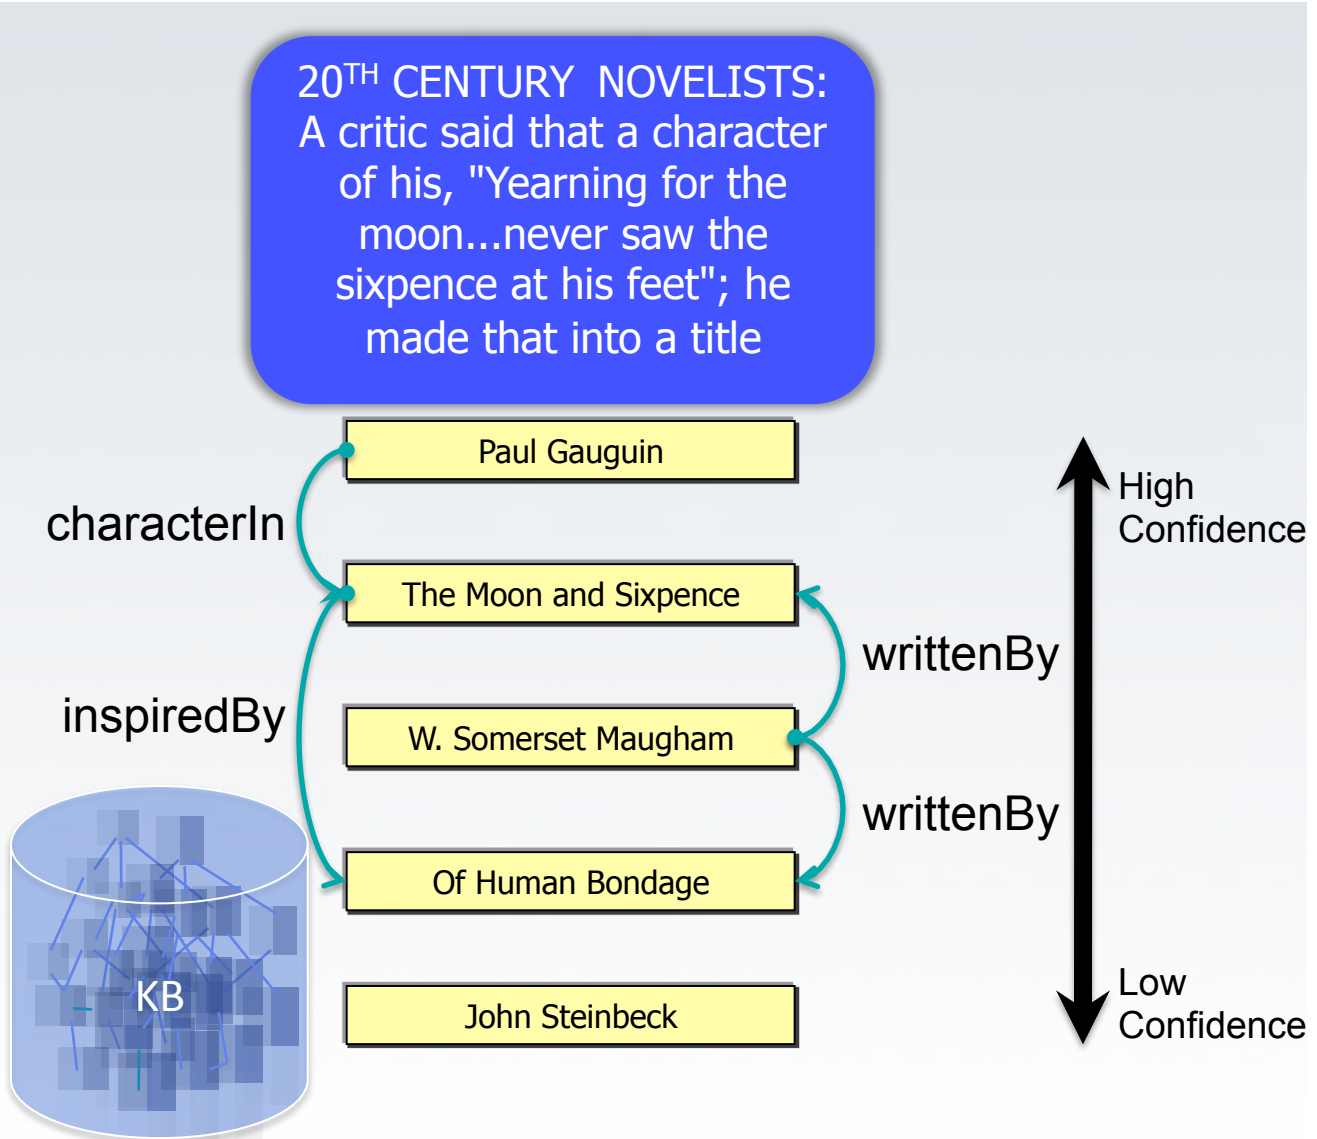 20TH CENTURY NOVELISTS:
A critic said that a character
of his, "Yearning for the
moon...never saw the
sixpence at his feet"; he
made that into a title
Paul Gauguin
High
Confidence
characterIn
The Moon and Sixpence
writtenBy
inspiredBy
W. Somerset Maugham
writtenBy
Of Human Bondage
KB
John Steinbeck
Low
Confidence